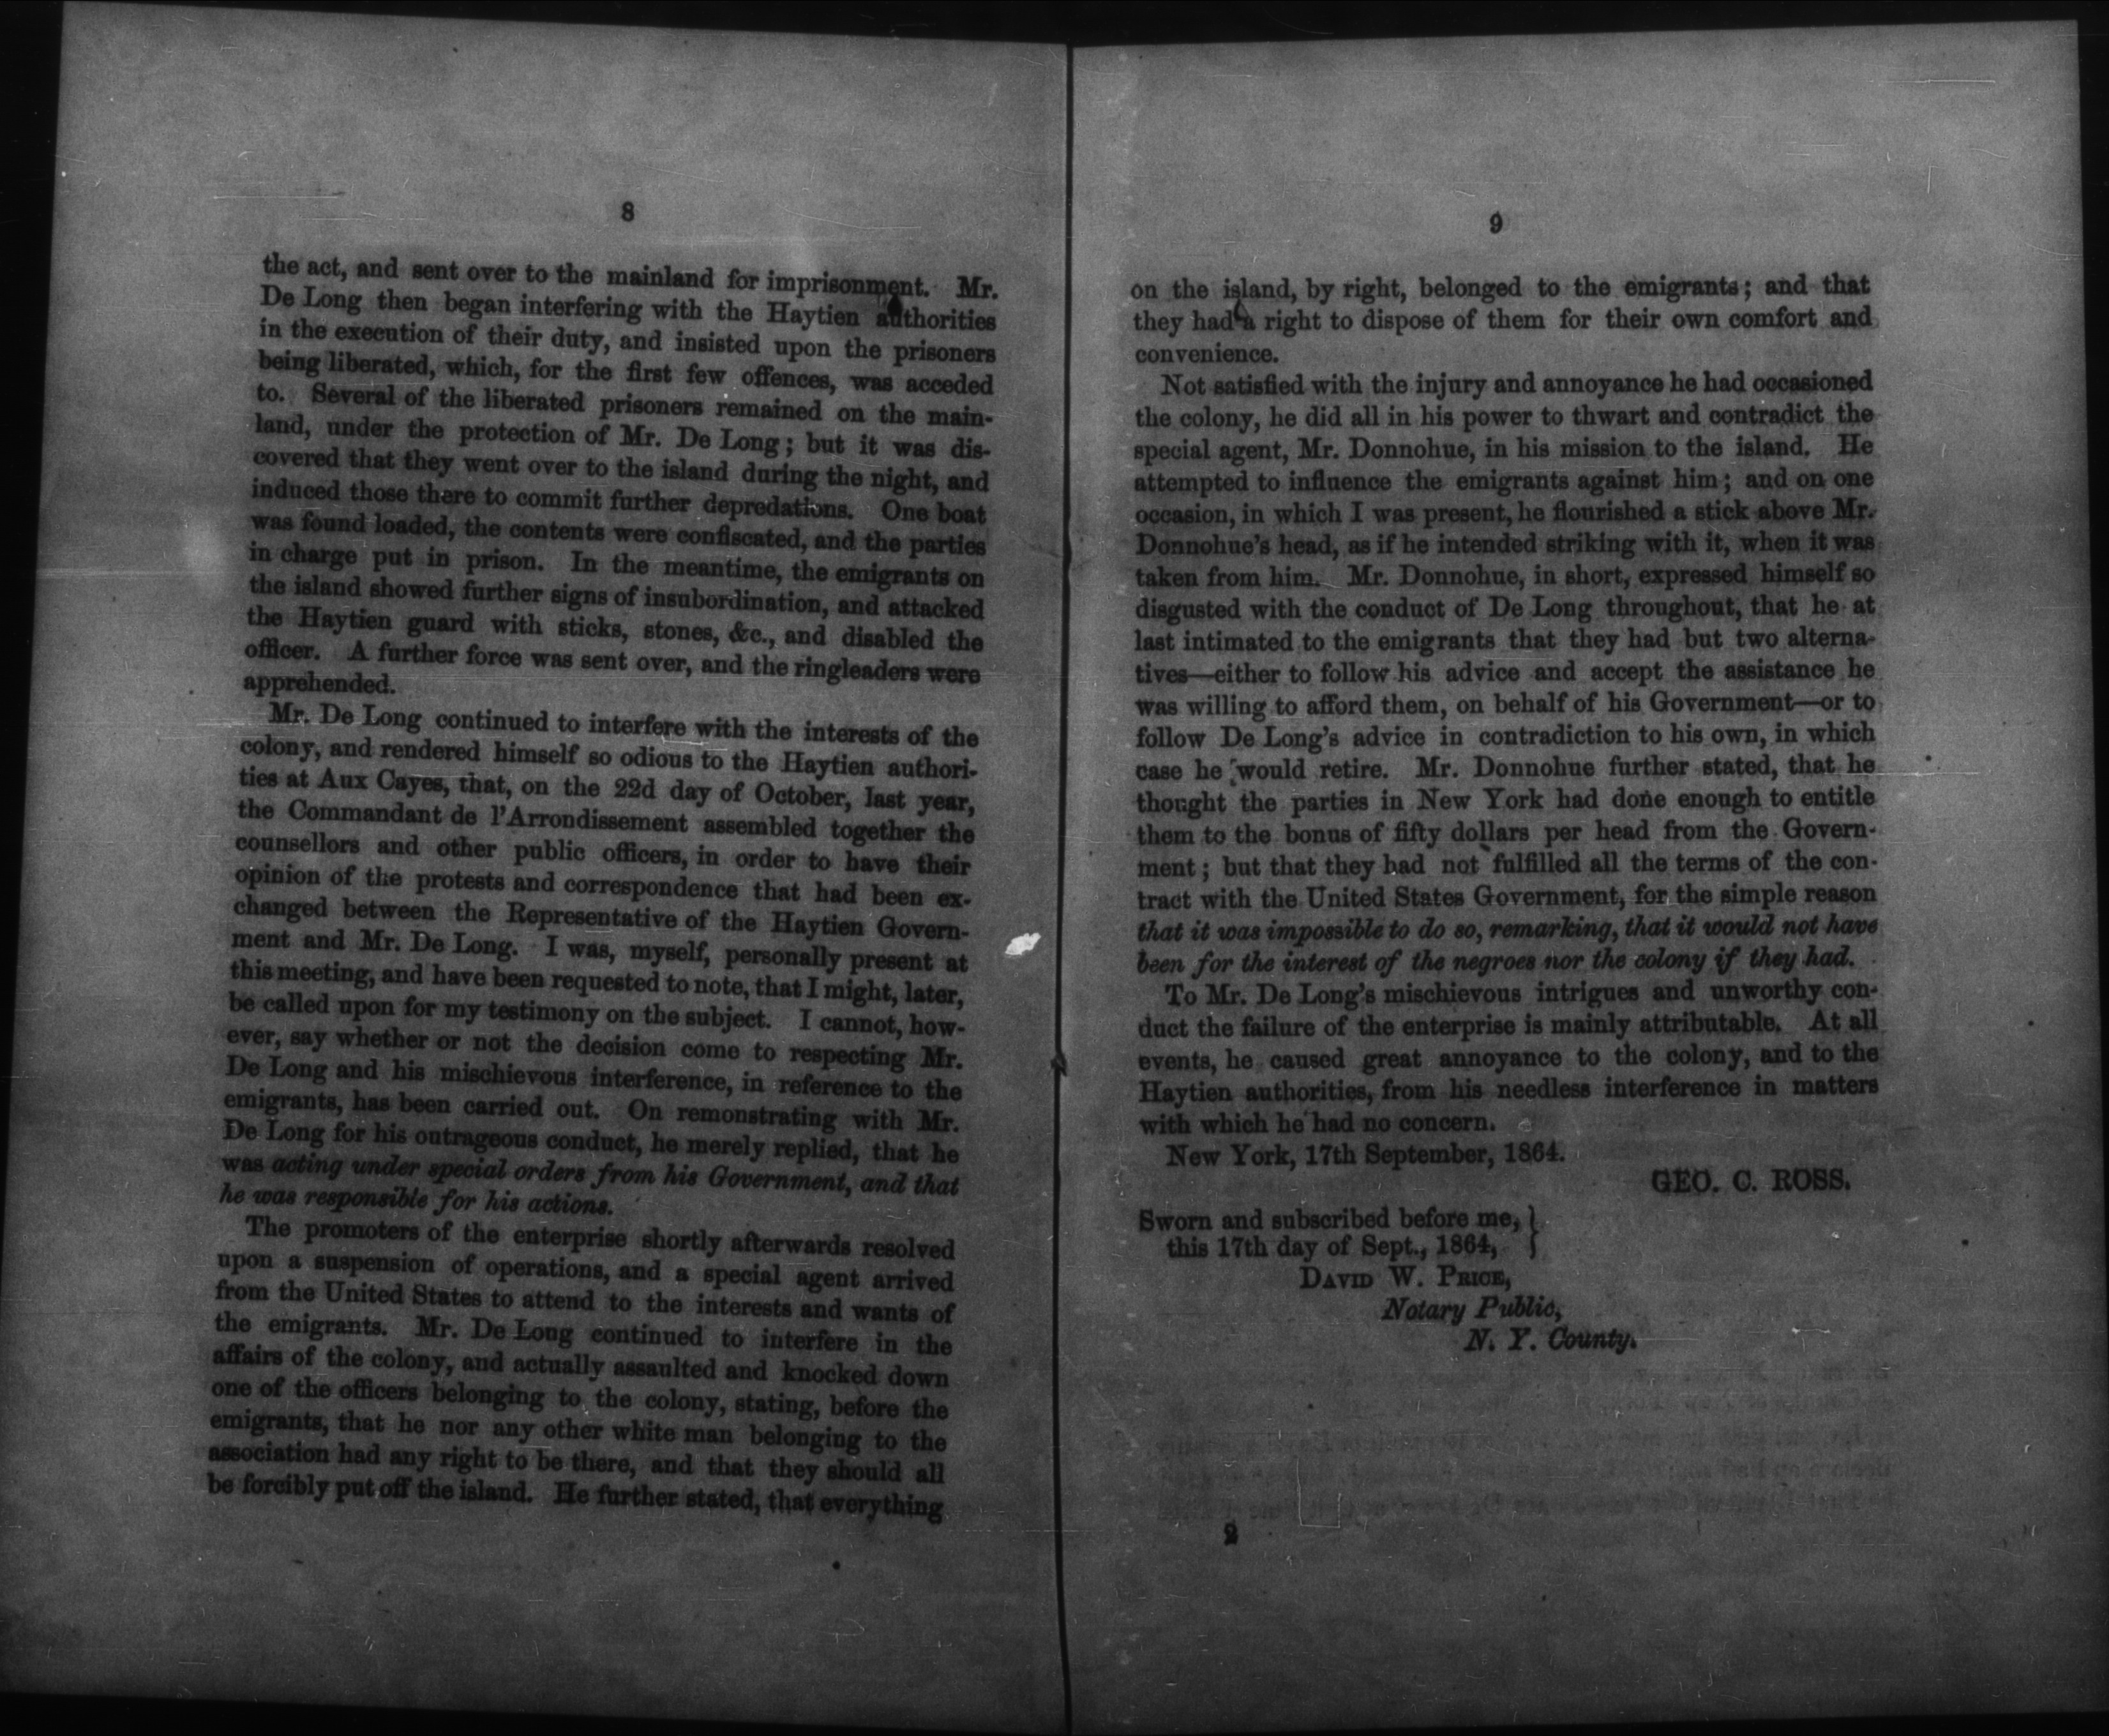 8
the act, and sent over to the mainland for imprisonment. Mr.
De Long then began interfering with the Haytien authorities
in the execution of their duty, and insisted upon the prisoners
being liberated, which, for the first few offences, was acceded
to. Several of the liberated prisoners remained on the main-
land, under the protection of Mr. De Long; but it was dis-
covered that they went over to the island during the night, and
induced those there to commit further depredations. One boat
was found loaded, the contents were confiscated, and the parties
in charge put in prison. In the meantime, the emigrants on
the island showed further signs of insubordination, and attacked
the Haytien guard with sticks, stones, &c., and disabled the
officer. A further force was sent over, and the ringleaders were
apprehended.
Mr. De Long continued to interfere with the interests of the
colony, and rendered himself so odious to the Haytien authori-
ties at Aux Cayes, that, on the 22d day of October, last year,
the Commandant de l'Arrondissement assembled together the
counsellors and other public officers, in order to have their
opinion of the protests and correspondence that had been ex-
changed between the Representative of the Haytien Govern-
ment and Mr. De Long. I was, myself, personally present at
this meeting, and have been requested to note, that I might, later,
be called upon for my testimony on the subject. I cannot, how-
ever, say whether or not the decision come to respecting Mr.
De Long and his mischievous interference, in reference to the
emigrants, has been carried out. On remonstrating with Mr.
De Long for his outrageous conduct, he merely replied, that he
was acting under special orders from his Government, and that
he was responsible for his actions.
The promoters of the enterprise shortly afterwards resolved
upon a suspension of operations, and a special agent arrived
from the United States to attend to the interests and wants of
the emigrants. Mr. De Long continued to interfere in the
affairs of the colony, and actually assaulted and knocked down
one of the officers belonging to the colony, stating, before the
emigrants, that he nor any other white man belonging to the
association had any right to be there, and that they should all
be forcibly put off the island. He further stated, that everything
9
on the island, by right, belonged to the emigrants; and that
they had a right to dispose of them for their own comfort and
convenience.
Not satisfied with the injury and annoyance he had occasioned
the colony, he did all in his power to thwart and contradict the
special agent, Mr. Donnohue, in his mission to the island. He
attempted to influence the emigrants against him; and on one
occasion, in which I was present, he flourished a stick above Mr.
Donnohue's head, as if he intended striking with it, when it was
taken from him. Mr. Donnohue, in short, expressed himself so
disgusted with the conduct of De Long throughout, that he at
last intimated to the emigrants that they had but two alterna-
tives—either to follow his advice and accept the assistance he
was willing to afford them, on behalf of his Government—or to
follow De Long's advice in contradiction to his own, in which
case he would retire. Mr. Donnohue further stated, that he
thought the parties in New York had done enough to entitle
them to the bonus of fifty dollars per head from the Govern-
ment; but that they had not fulfilled all the terms of the con-
tract with the United States Government, for the simple reason
that it was impossible to do so, remarking, that it would not have
been for the interest of the negroes nor the colony if they had.
To Mr. De Long's mischievous intrigues and unworthy con-
duct the failure of the enterprise is mainly attributable. At all
events, he caused great annoyance to the colony, and to the
Haytien authorities, from his needless interference in matters
with which he had no concern.
New York, 17th September, 1864.
GEO. C. ROSS.
Sworn and subscribed before me, }
this 17th day of Sept., 1864, }
DAVID W. PRICE,
Notary Public,
N. Y. County.
2